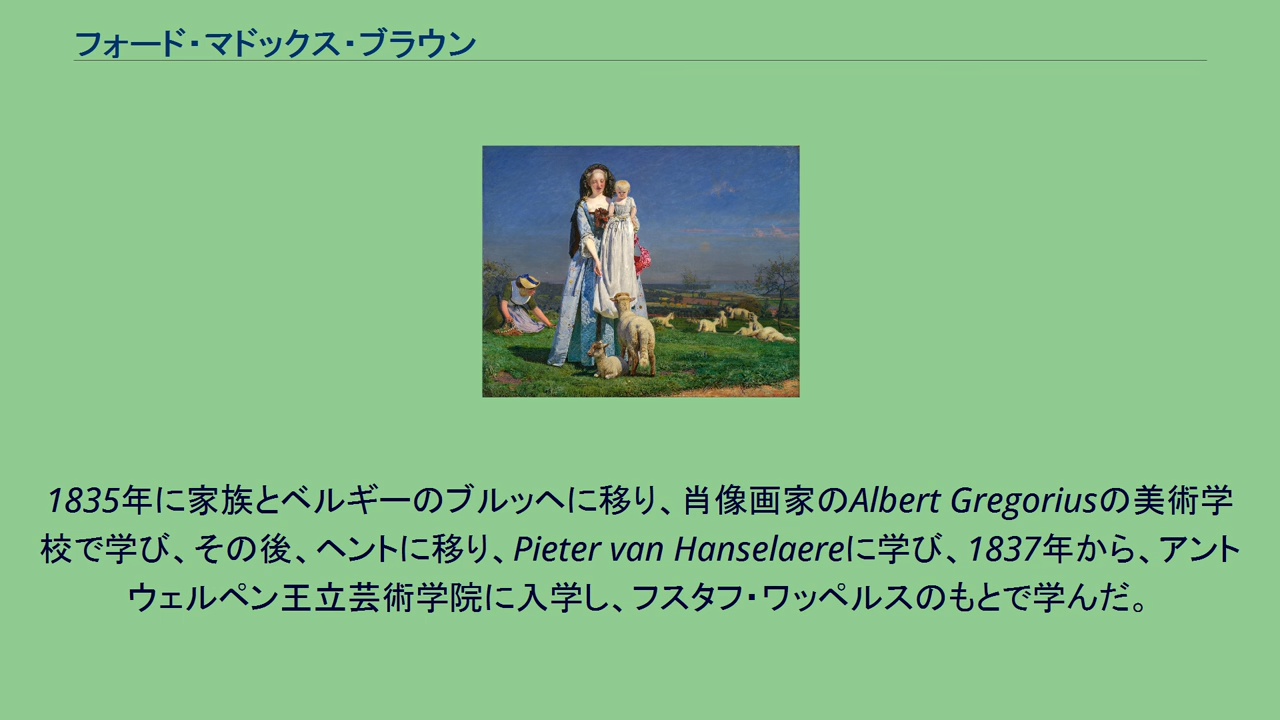 フォード・マドックス・ブラウン
1835年に家族とベルギーのブルッヘに移り、肖像画家のAlbert Gregoriusの美術学
校で学び、その後、ヘントに移り、Pieter van Hanselaereに学び、1837年から、アント
ウェルペン王立芸術学院に入学し、フスタフ・ワッペルスのもとで学んだ。